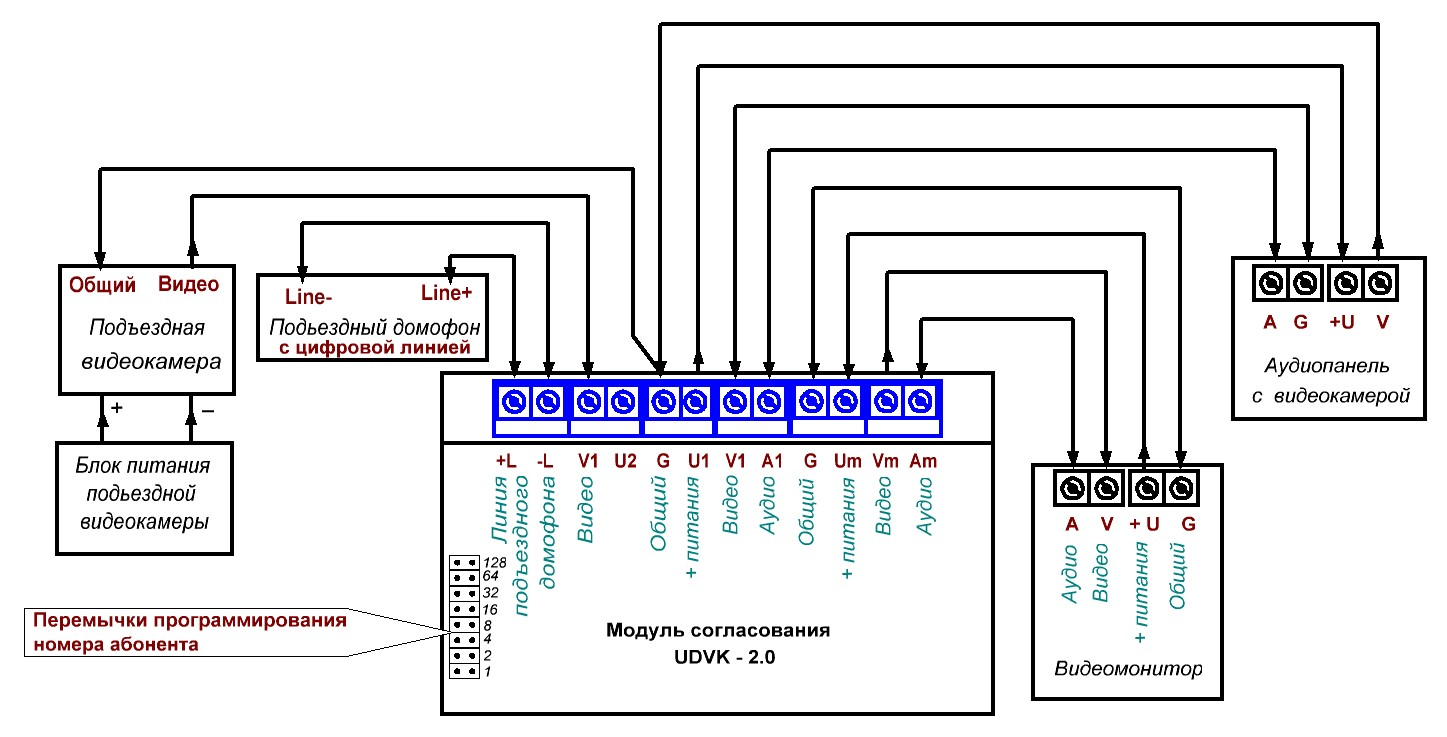 Общий Видео
Подъездная
видеокамера
+ –
Блок питания
подьездной
видеокамеры
Line- Line+
Подьездный домофон
с цифровой линией
+L -L V1 U2 G U1 V1 A1 G Um Vm Am
Линия
подъездного
домофона
Видео
Общий
+ питания
Видео
Аудио
Общий
+ питания
Видео
Аудио
128
64
32
16
8
4
2
1
Перемычки программирования
номера абонента
Модуль согласования
UDVK - 2.0
A G +U V
Аудиопанель
с видеокамерой
A V + U G
Аудио
Видео
+ питания
Общий
Видеомонитор